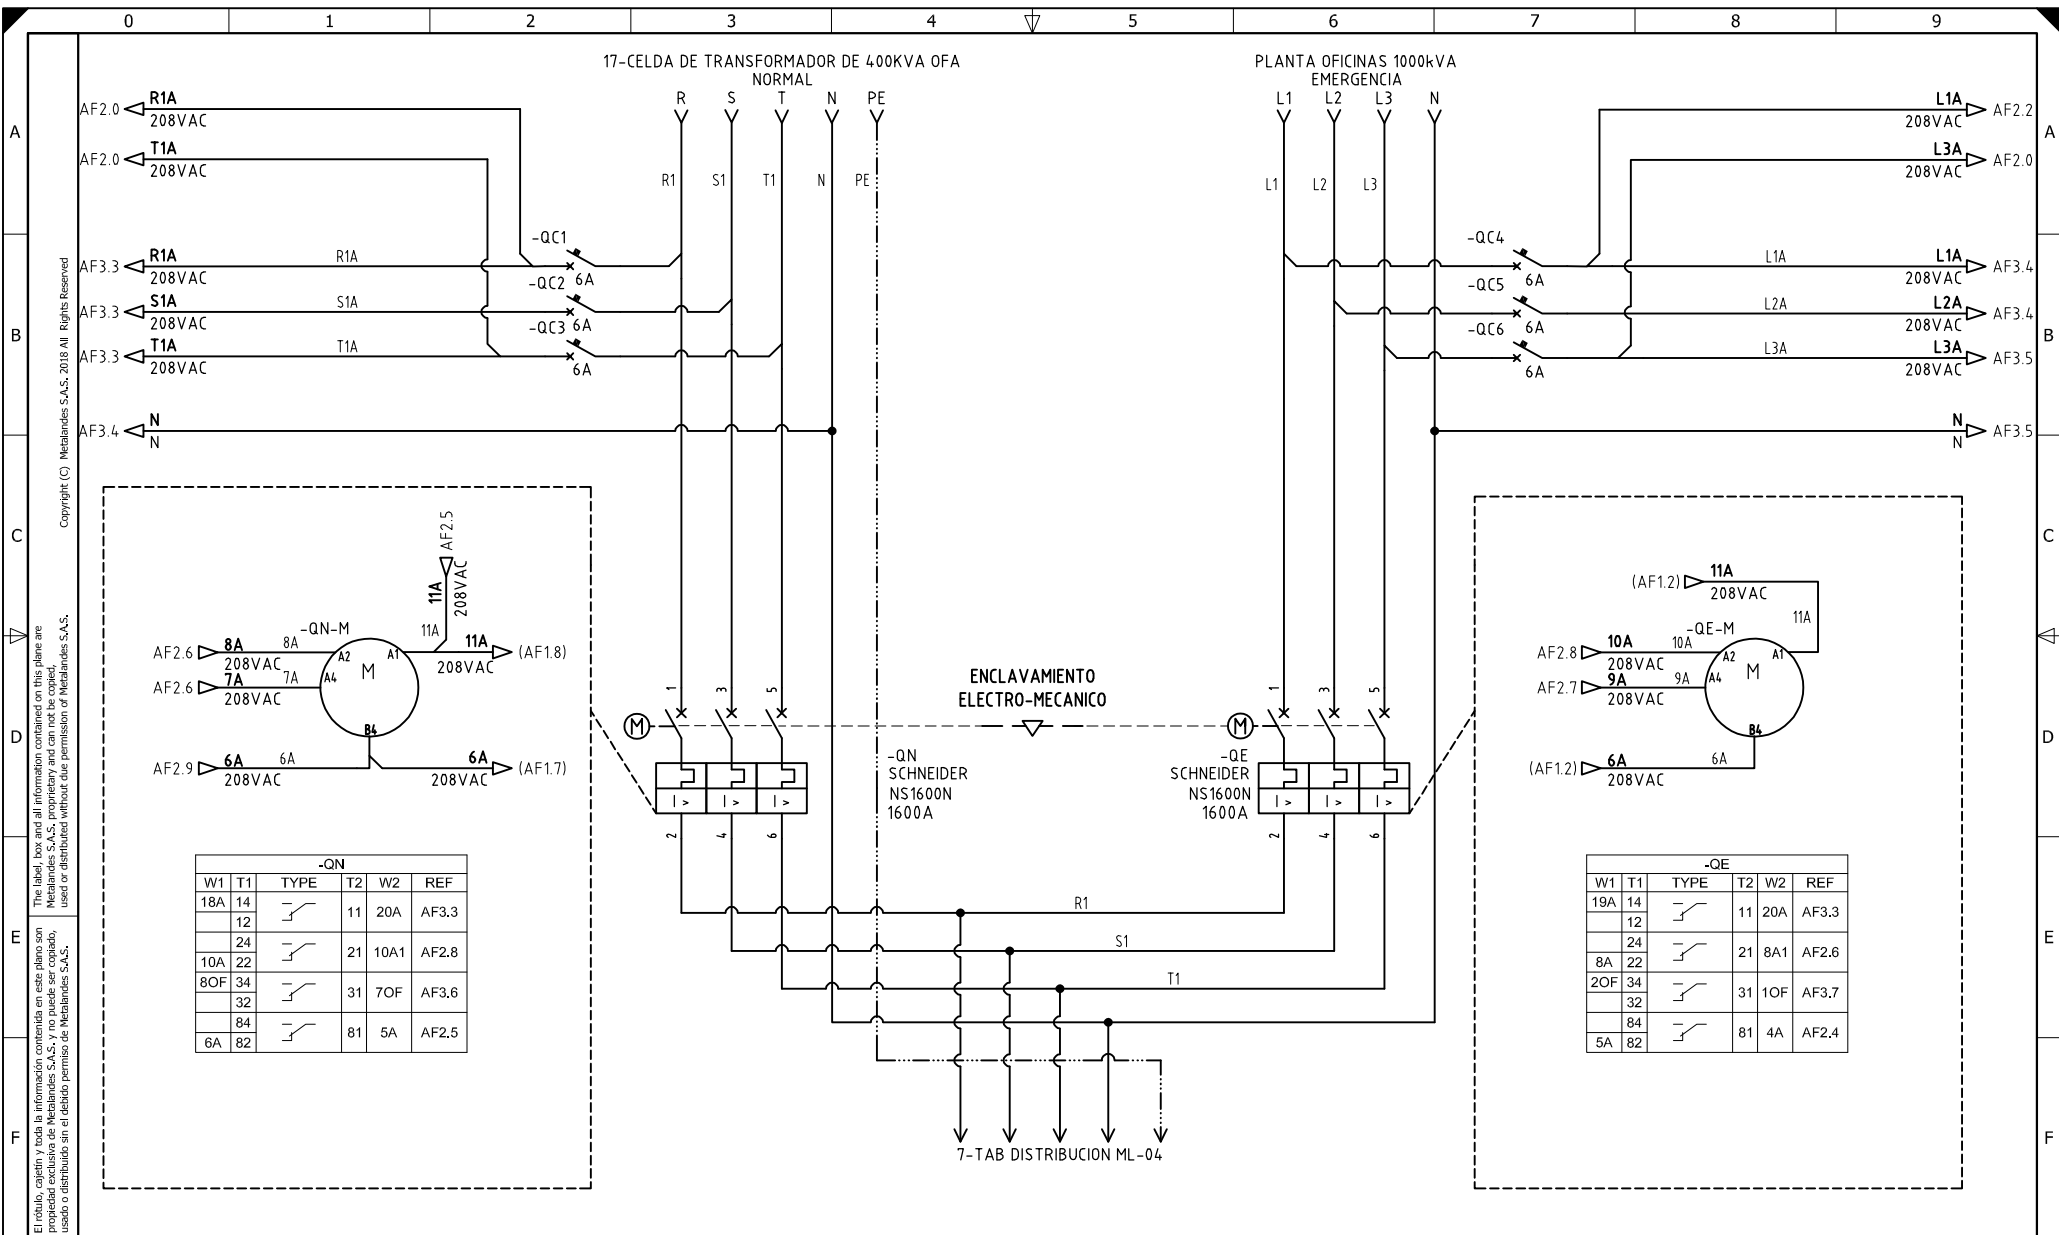 0 1 2 3 4 5 6 7 8 9
17-CELDA DE TRANSFORMADOR DE 400KVA OFA
NORMAL
R S T N PE
PLANTA OFICINAS 1000kVA
EMERGENCIA
L1 L2 L3 N
A
AF2.0 R1A
208VAC
AF2.0 T1A
208VAC
R1 S1 T1 N PE
L1 L2 L3
L1A AF2.2
208VAC
L3A AF2.0
208VAC
A
B
AF3.3 R1A
208VAC
R1A
-QC1
6A
AF3.3 S1A
208VAC
S1A
-QC2
6A
AF3.3 T1A
208VAC
T1A
-QC3
6A
AF3.4 N
N
-QC4
6A
L1A
L1A AF3.4
208VAC
-QC5
6A
L2A
L2A AF3.4
208VAC
-QC6
6A
L3A
L3A AF3.5
208VAC
N AF3.5
N
B
C
AF2.5
11A
208VAC
11A
-QN-M
AF2.6 8A 8A
208VAC
AF2.6 7A 7A
208VAC
A2 A1
A4 M
B4
11A (AF1.8)
208VAC
AF2.9 6A 6A
208VAC
6A (AF1.7)
208VAC
ENCLAVAMIENTO
ELECTRO-MECANICO
1 3 5
M
2 4 6
-QN
SCHNEIDER
NS1600N
1600A
I > I > I >
1 3 5
M
2 4 6
-QE
SCHNEIDER
NS1600N
1600A
I > I > I >
C
(AF1.2) 11A
208VAC
11A
-QE-M
AF2.8 10A 10A
208VAC
AF2.7 9A 9A
208VAC
A2 A1
A4 M
B4
(AF1.2) 6A 6A
208VAC
D
D
-QN
W1 T1 TYPE T2 W2 REF
18A 14 11 20A AF3.3
12
24 21 10A1 AF2.8
10A 22
8OF 34 31 7OF AF3.6
32
84 81 5A AF2.5
6A 82
R1
S1
T1
7-TAB DISTRIBUCION ML-04
-QE
W1 T1 TYPE T2 W2 REF
19A 14 11 20A AF3.3
12
24 21 8A1 AF2.6
8A 22
2OF 34 31 1OF AF3.7
32
84 81 4A AF2.4
5A 82
E
E
F
F
Copyright (C) Metalandes S.A.S. 2018 All Rights Reserved
The label, box and all information contained on this plane are
Metalandes S.A.S. proprietary and can not be copied,
used or distributed without due permission of Metalandes S.A.S.
El rótulo, cajetin y toda la información contenida en este plano son
propiedad exclusiva de Metalandes S.A.S. y no puede ser copiado,
usado o distribuido sin el debido permiso de Metalandes S.A.S.